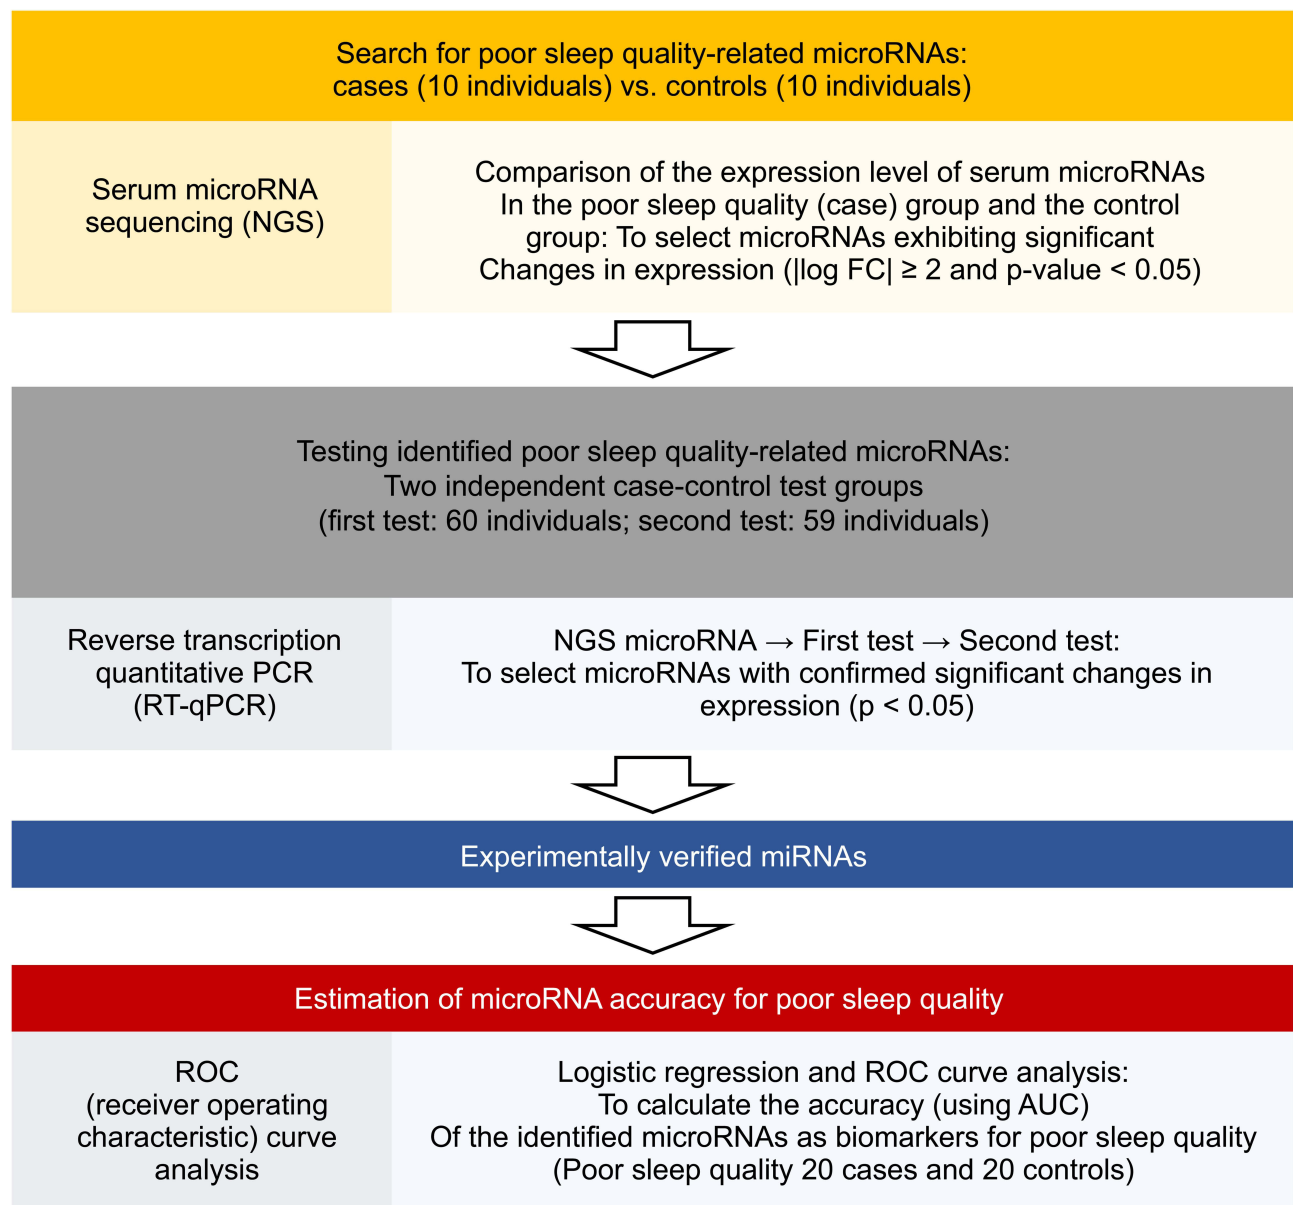 Search for poor sleep quality-related microRNAs:
cases (10 individuals) vs. controls (10 individuals)
Serum microRNA
sequencing (NGS)
Comparison of the expression level of serum microRNAs
In the poor sleep quality (case) group and the control
group: To select microRNAs exhibiting significant
Changes in expression (|log FC| ≥ 2 and p-value < 0.05)
Testing identified poor sleep quality-related microRNAs:
Two independent case-control test groups
(first test: 60 individuals; second test: 59 individuals)
Reverse transcription
quantitative PCR
(RT-qPCR)
NGS microRNA → First test → Second test:
To select microRNAs with confirmed significant changes in
expression (p < 0.05)
Experimentally verified miRNAs
Estimation of microRNA accuracy for poor sleep quality
ROC
(receiver operating
characteristic) curve
analysis
Logistic regression and ROC curve analysis:
To calculate the accuracy (using AUC)
Of the identified microRNAs as biomarkers for poor sleep quality
(Poor sleep quality 20 cases and 20 controls)